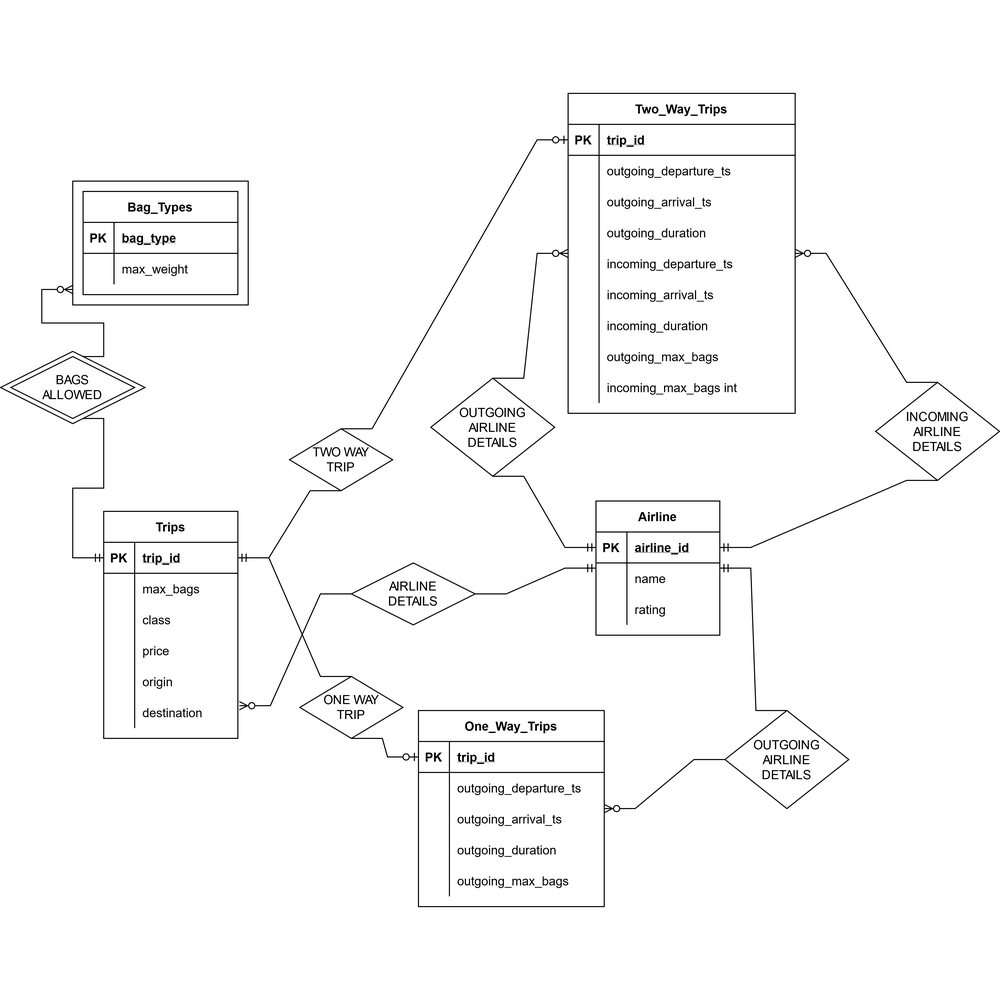 Two_Way_Trips
PK trip_id
outgoing_departure_ts
outgoing_arrival_ts
outgoing_duration
incoming_departure_ts
incoming_arrival_ts
incoming_duration
outgoing_max_bags
incoming_max_bags int
Bag_Types
PK bag_type
max_weight
BAGS
ALLOWED
TWO WAY
TRIP
OUTGOING
AIRLINE
DETAILS
INCOMING
AIRLINE
DETAILS
Trips
PK trip_id
max_bags
class
price
origin
destination
AIRLINE
DETAILS
Airline
PK airline_id
name
rating
ONE WAY
TRIP
One_Way_Trips
PK trip_id
outgoing_departure_ts
outgoing_arrival_ts
outgoing_duration
outgoing_max_bags
OUTGOING
AIRLINE
DETAILS